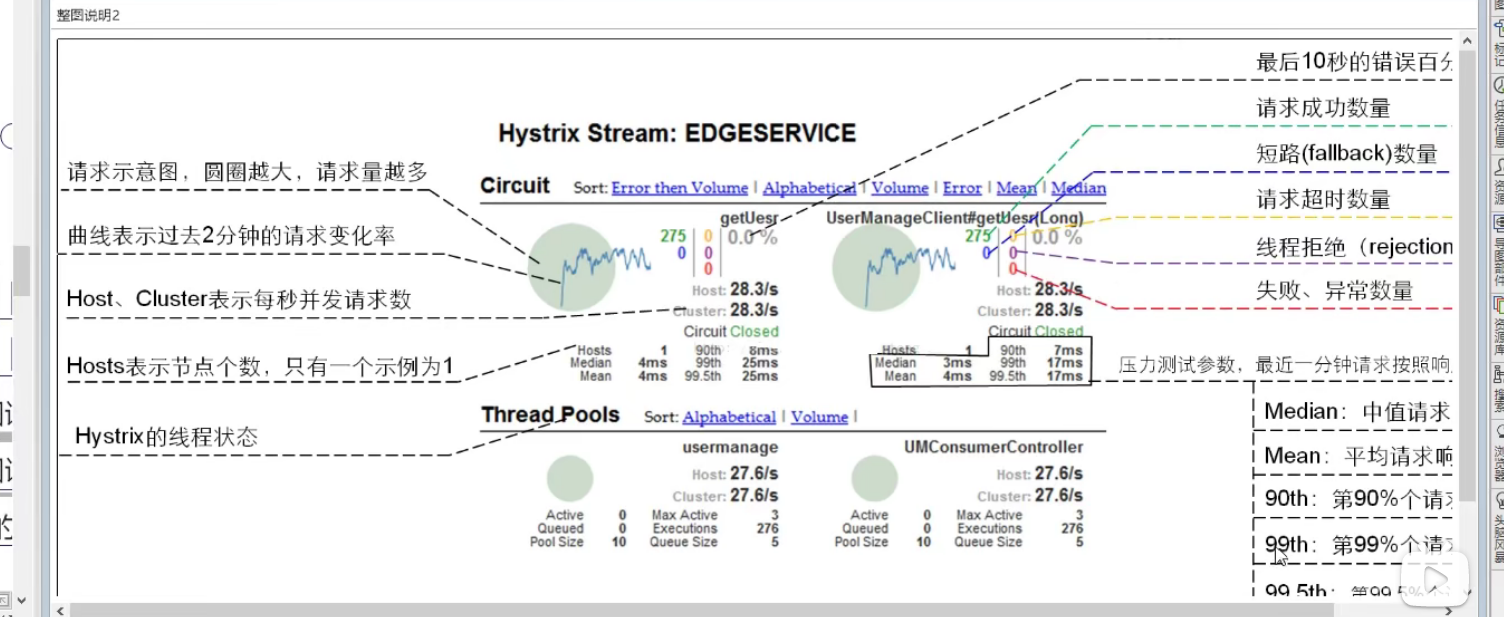 整图说明2
最后10秒的错误百分
请求成功数量
短路(fallback)数量
请求超时数量
线程拒绝（rejection
失败、异常数量
Hystrix Stream: EDGESERVICE
请求示意图，圆圈越大，请求量越多
曲线表示过去2分钟的请求变化率
Host、Cluster表示每秒并发请求数
Hosts表示节点个数，只有一个示例为1
Hystrix的线程状态
Circuit Sort: Error then Volume | Alphabetical | Volume | Error | Mean | Median
getUesr
275 0 0.0 %
0 0
0
Host: 28.3/s
Cluster: 28.3/s
Circuit Closed
Hosts 1 90th 8ms
Median 4ms 99th 25ms
Mean 4ms 99.5th 25ms
UserManageClient#getUesr(Long)
275 0 0.0 %
0 0
0
Host: 28.3/s
Cluster: 28.3/s
Circuit Closed
Hosts 1 90th 7ms
Median 3ms 99th 17ms
Mean 4ms 99.5th 17ms
压力测试参数，最近一分钟请求按照响
Median：中值请求
Mean：平均请求响
90th：第90%个请求
99th：第99%个请求
99.5th：第99.5%个
Thread Pools Sort: Alphabetical | Volume |
usermanage
Host: 27.6/s
Cluster: 27.6/s
Active 0 Max Active 3
Queued 0 Executions 276
Pool Size 10 Queue Size 5
UMConsumerController
Host: 27.6/s
Cluster: 27.6/s
Active 0 Max Active 3
Queued 0 Executions 276
Pool Size 10 Queue Size 5